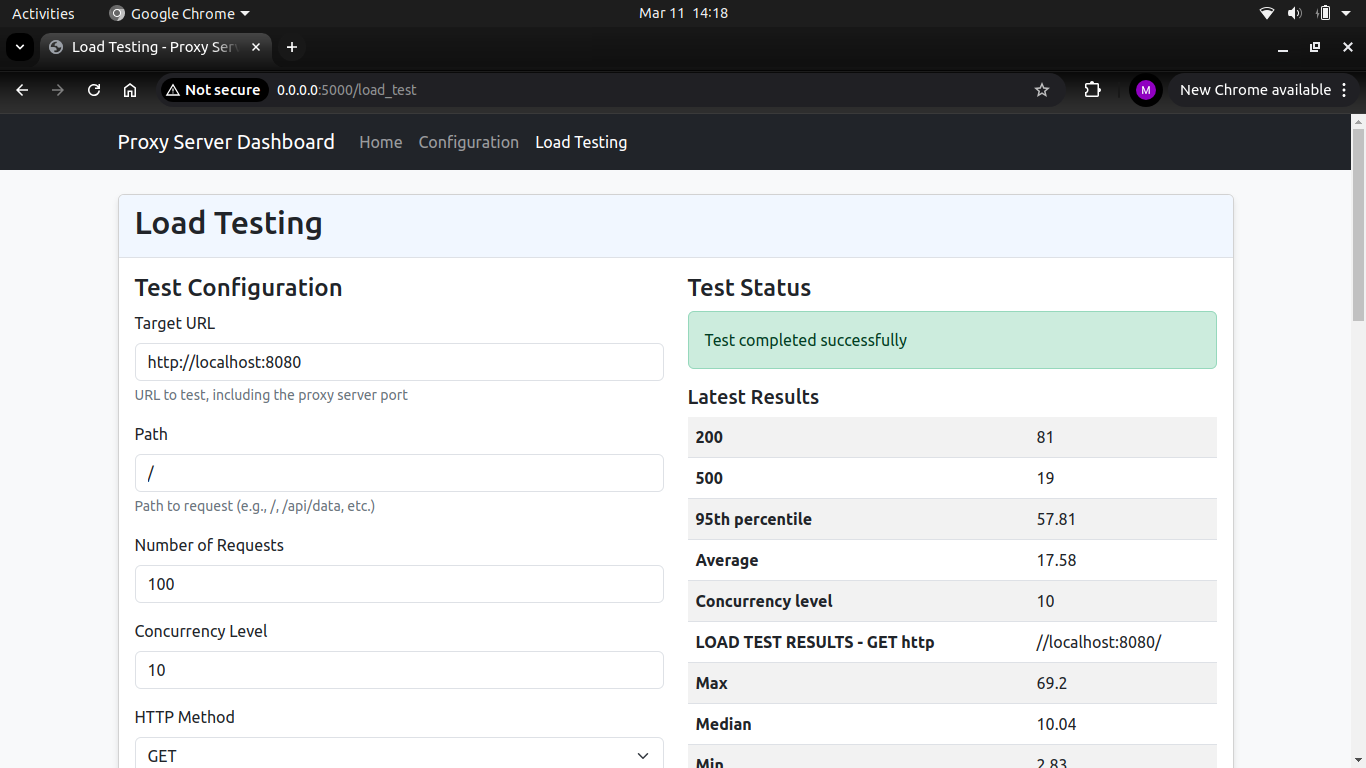 Activities
Google Chrome
Mar 11 14:18
Load Testing - Proxy Ser
Not secure
0.0.0.0:5000/load_test
M
New Chrome available
Proxy Server Dashboard
Home
Configuration
Load Testing
Load Testing
Test Configuration
Target URL
http://localhost:8080
URL to test, including the proxy server port
Path
/
Path to request (e.g., /, /api/data, etc.)
Number of Requests
100
Concurrency Level
10
HTTP Method
GET
Test Status
Test completed successfully
Latest Results
200 81
500 19
95th percentile 57.81
Average 17.58
Concurrency level 10
LOAD TEST RESULTS - GET http //localhost:8080/
Max 69.2
Median 10.04
Min 2.83